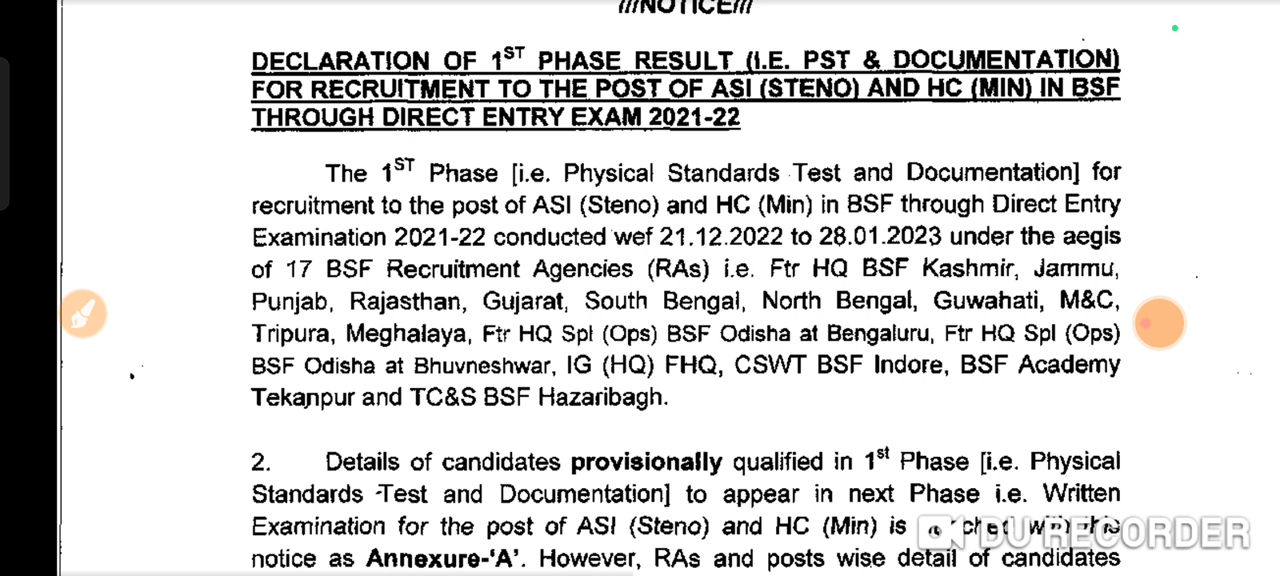 ///NOTICE///
DECLARATION OF 1ST PHASE RESULT (I.E. PST & DOCUMENTATION)
FOR RECRUITMENT TO THE POST OF ASI (STENO) AND HC (MIN) IN BSF
THROUGH DIRECT ENTRY EXAM 2021-22
The 1ST Phase [i.e. Physical Standards Test and Documentation] for
recruitment to the post of ASI (Steno) and HC (Min) in BSF through Direct Entry
Examination 2021-22 conducted wef 21.12.2022 to 28.01.2023 under the aegis
of 17 BSF Recruitment Agencies (RAs) i.e. Ftr HQ BSF Kashmir, Jammu,
Punjab, Rajasthan, Gujarat, South Bengal, North Bengal, Guwahati, M&C,
Tripura, Meghalaya, Ftr HQ Spl (Ops) BSF Odisha at Bengaluru, Ftr HQ Spl (Ops)
BSF Odisha at Bhuvneshwar, IG (HQ) FHQ, CSWT BSF Indore, BSF Academy
Tekanpur and TC&S BSF Hazaribagh.
2. Details of candidates provisionally qualified in 1st Phase [i.e. Physical
Standards Test and Documentation] to appear in next Phase i.e. Written
Examination for the post of ASI (Steno) and HC (Min) is with this
notice as Annexure-'A'. However, RAs and posts wise detail of candidates
DU RECORDER